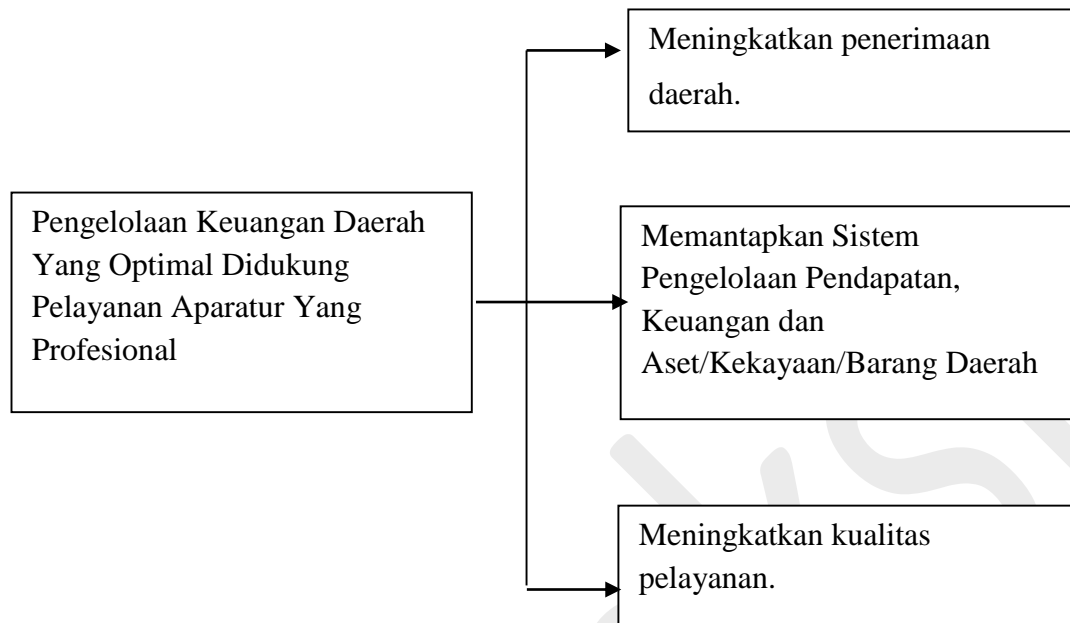 Meningkatkan penerimaan
daerah.
Pengelolaan Keuangan Daerah
Yang Optimal Didukung
Pelayanan Aparatur Yang
Profesional
Memantapkan Sistem
Pengelolaan Pendapatan,
Keuangan dan
Aset/Kekayaan/Barang Daerah
Meningkatkan kualitas
pelayanan.